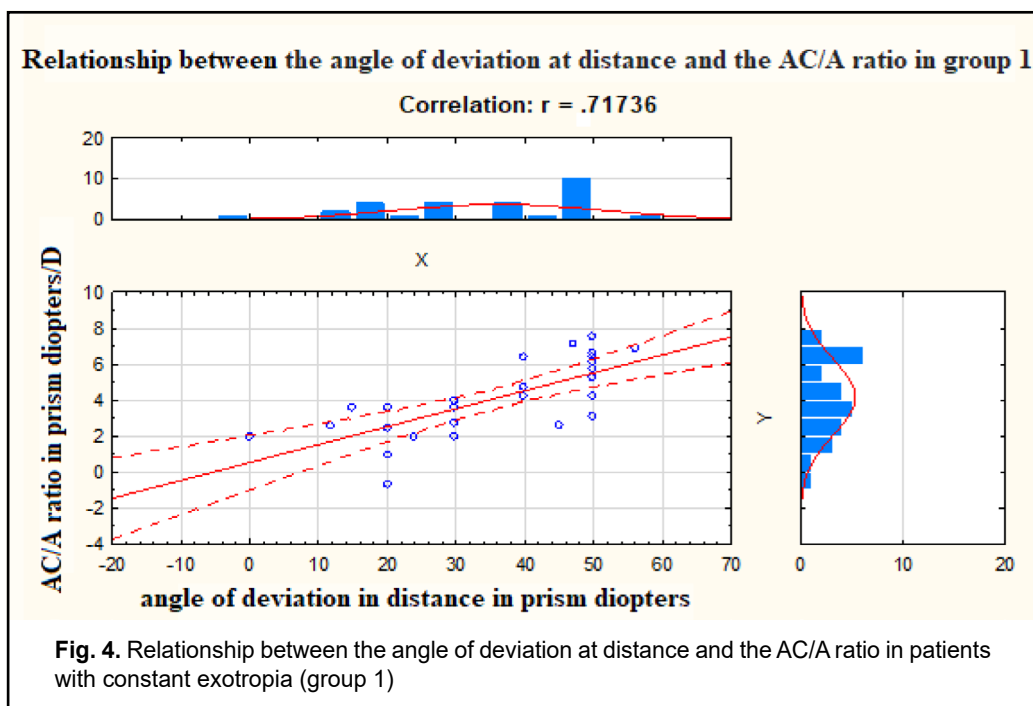 Relationship between the angle of deviation at distance and the AC/A ratio in group 1
Correlation: r = .71736
20
10
0
X
AC/A ratio in prism diopters/D
10
8
6
4
2
0
-2
-4
-20 -10 0 10 20 30 40 50 60 70
Y
0 10 20
angle of deviation in distance in prism diopters
Fig. 4. Relationship between the angle of deviation at distance and the AC/A ratio in patients
with constant exotropia (group 1)